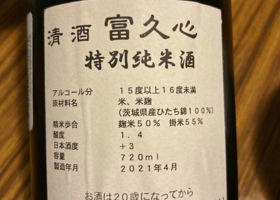 清酒 富久心
特別純米酒
アルコール分 15度以上16度未満
原材料名 米、米麹
(茨城県産ひたち錦100%)
精米歩合 麹米50% 掛米55%
酸度 1.4
日本酒度 +3
容量 720ml
製造年月 2021年4月
お酒は20歳になってから